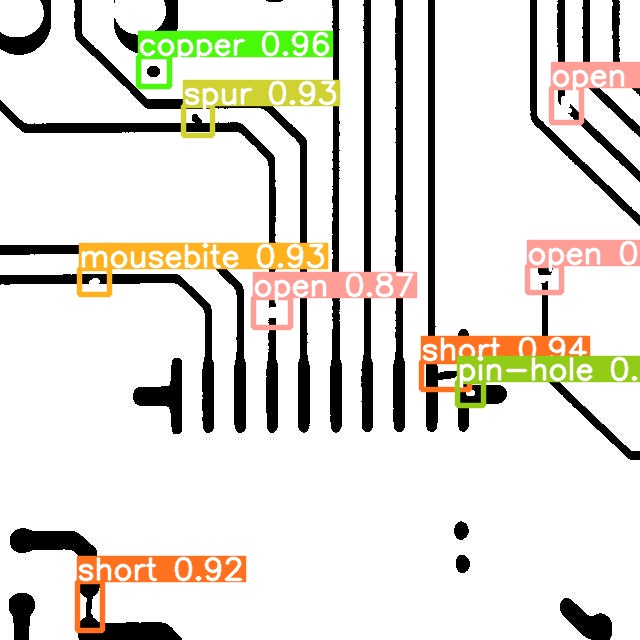 copper 0.96
open
spur 0.93
mousebite 0.93
open 0.
open 0.87
short 0.94
pin-hole 0.
short 0.92